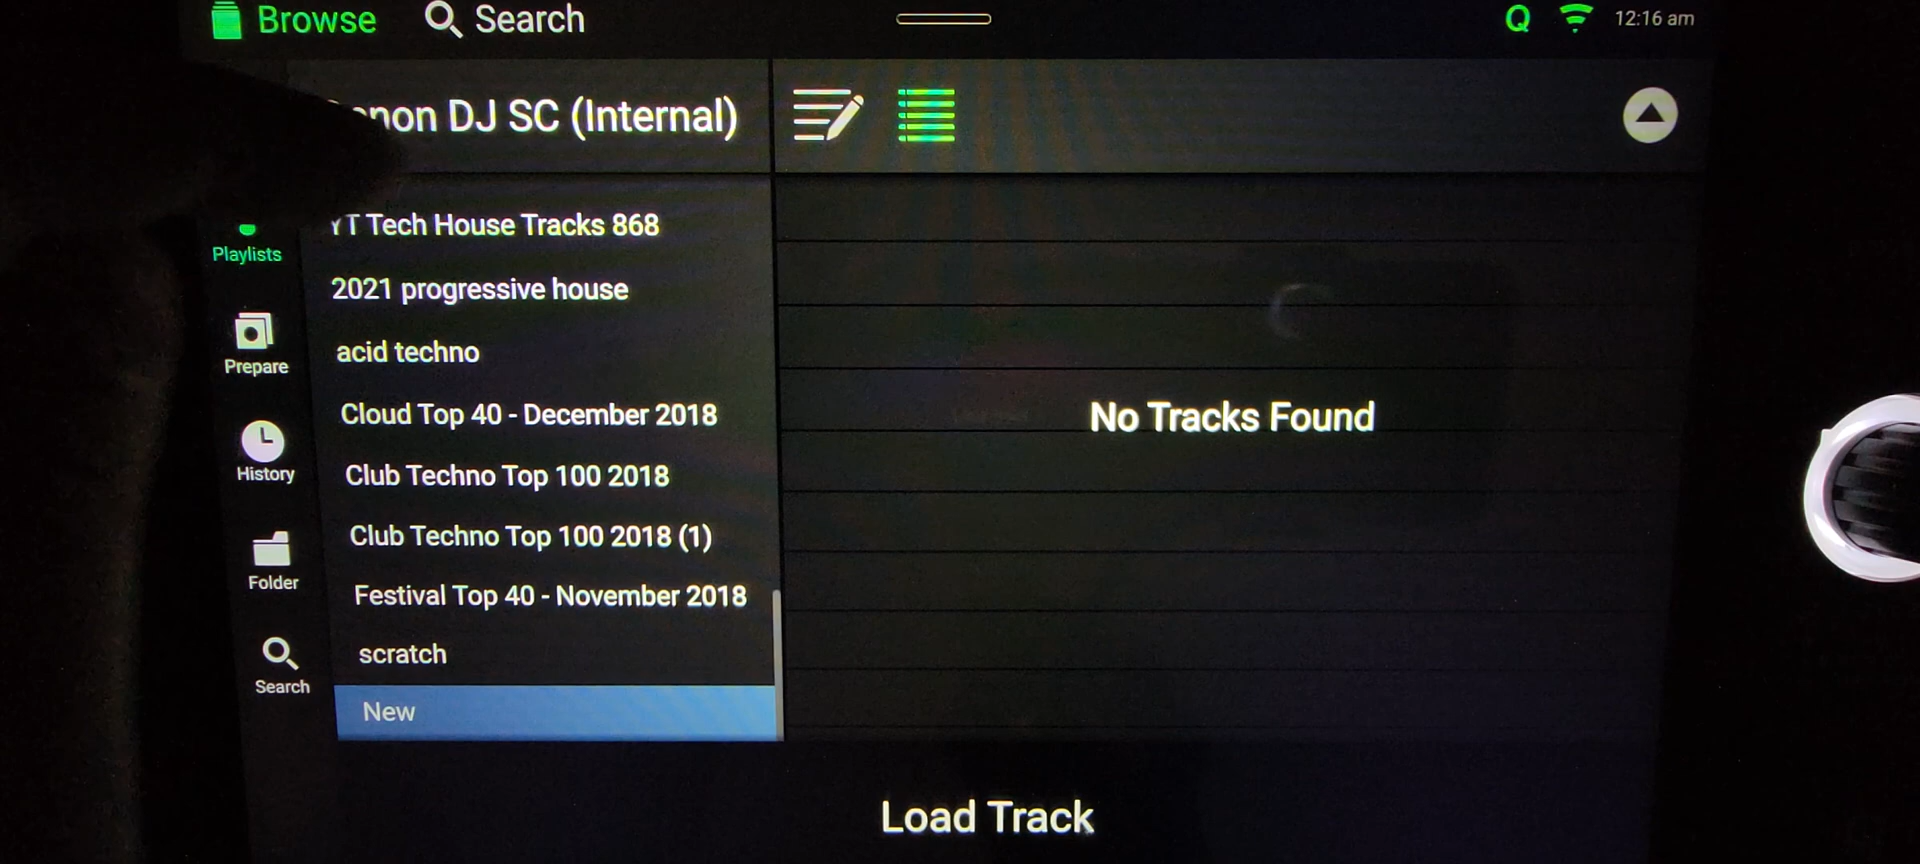 Browse
Search
Q
12:16 am
enon DJ SC (Internal)
Playlists
Prepare
History
Folder
Search
YT Tech House Tracks 868
2021 progressive house
acid techno
Cloud Top 40 - December 2018
Club Techno Top 100 2018
Club Techno Top 100 2018 (1)
Festival Top 40 - November 2018
scratch
New
No Tracks Found
Load Track